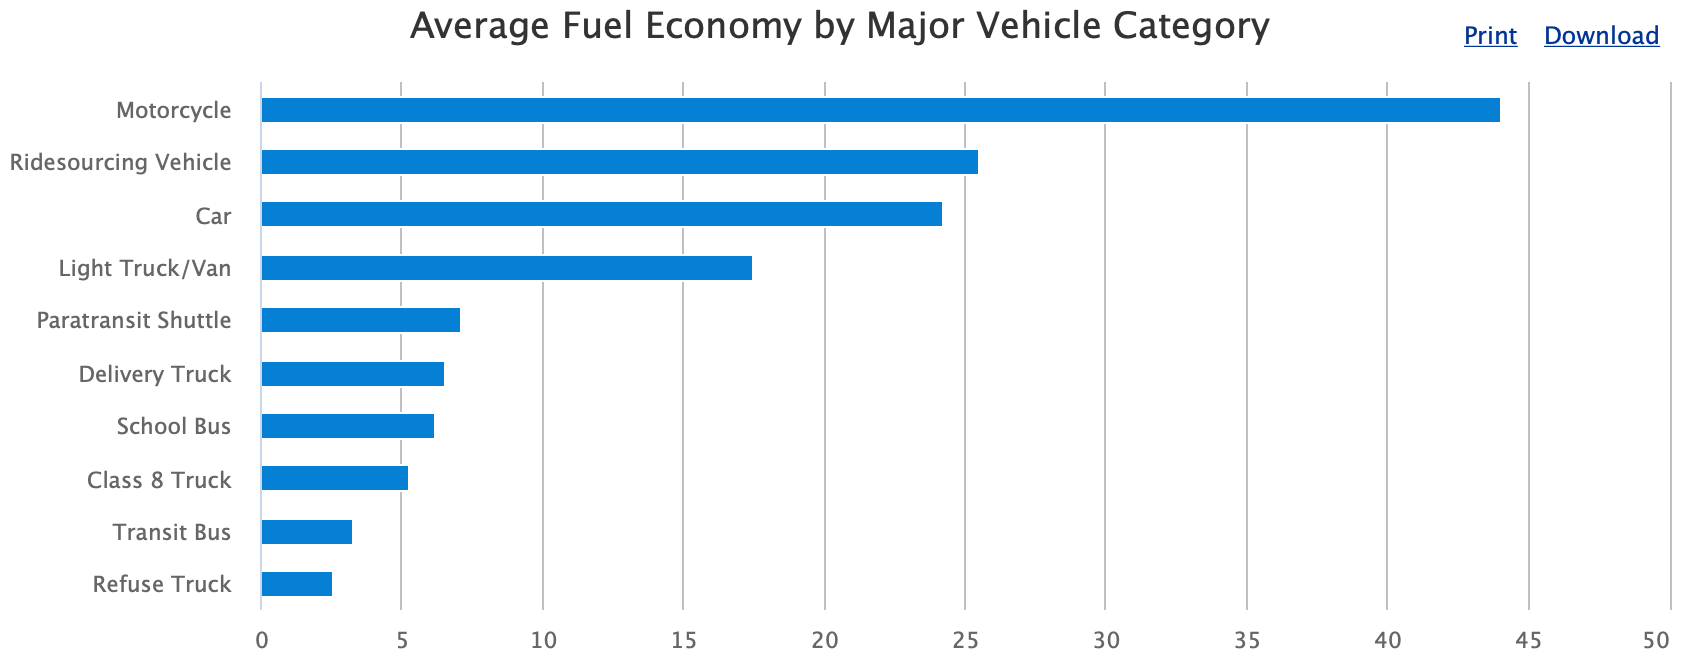 Average Fuel Economy by Major Vehicle Category
Print Download
Motorcycle
Ridesourcing Vehicle
Car
Light Truck/Van
Paratransit Shuttle
Delivery Truck
School Bus
Class 8 Truck
Transit Bus
Refuse Truck
0 5 10 15 20 25 30 35 40 45 50